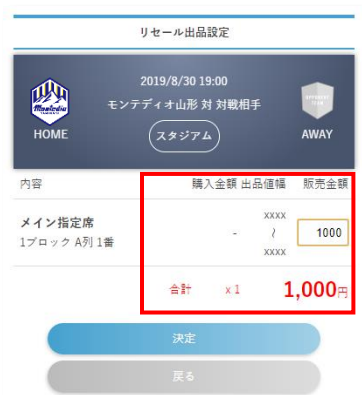 リセール出品設定
2019/8/30 19:00
モンテディオ山形 対 対戦相手
スタジアム
Montedio
HOME
AWAY
内容 購入金額 出品値幅 販売金額
メイン指定席
1ブロック A列 1番
- xxxx
～
xxxx
1000
合計 x 1 1,000円
決定
戻る